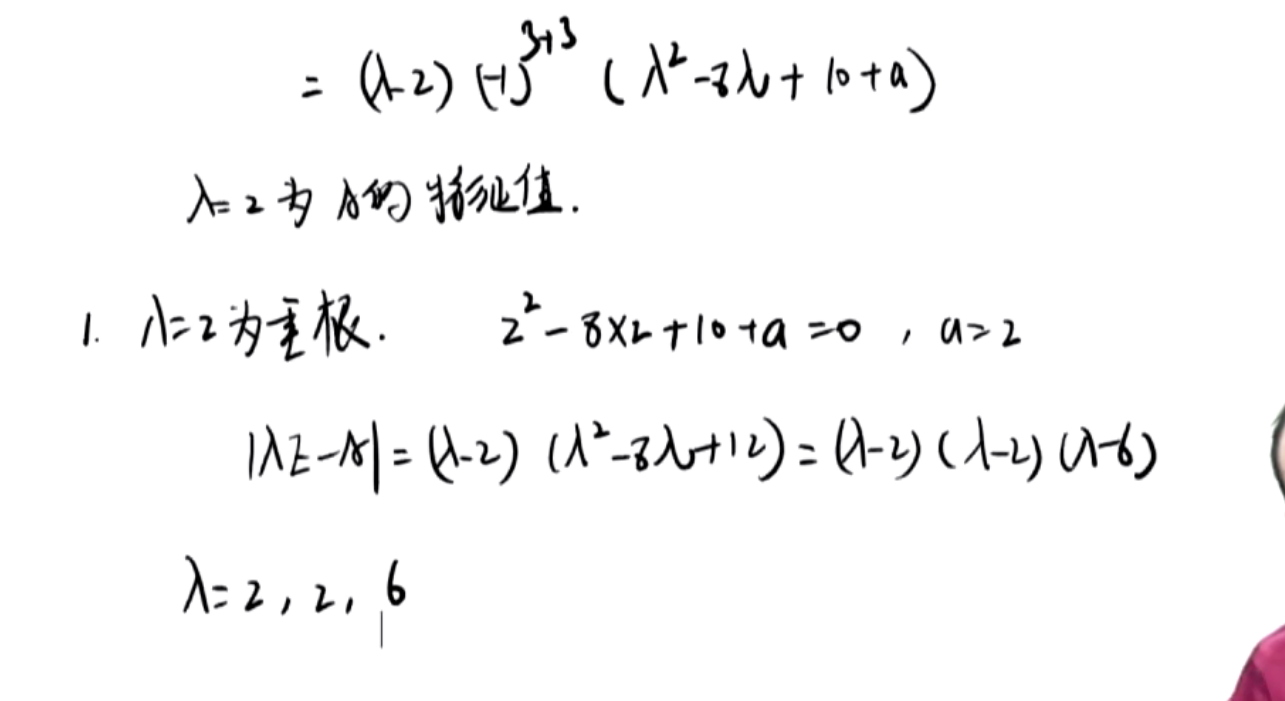 = (λ-2) (-1)^{3+3} (λ² -8λ + 10 + a)
λ=2 为 A的 特征值.
1. λ=2 为重根. 2² - 8×2 + 10 + a = 0 , a=2
|λE-A| = (λ-2) (λ²-8λ+12) = (λ-2) (λ-2) (λ-6)
λ=2, 2, 6